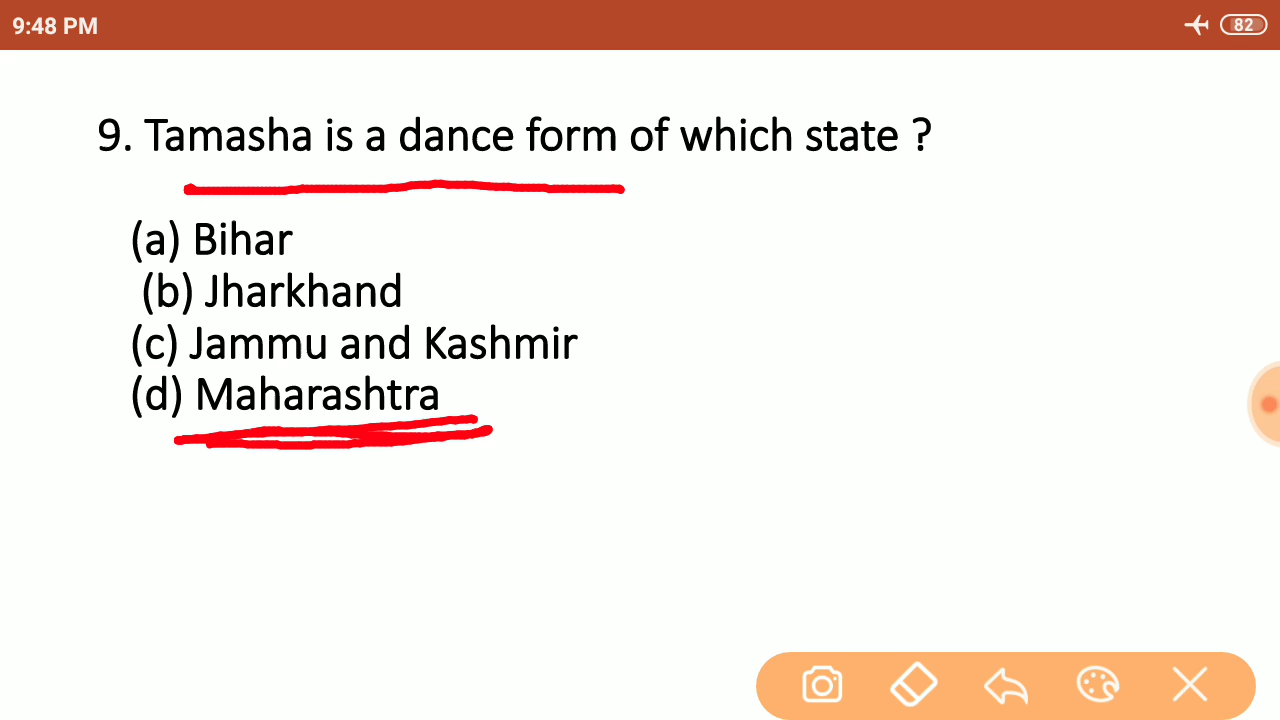 9:48 PM
82
9. Tamasha is a dance form of which state ?
(a) Bihar
(b) Jharkhand
(c) Jammu and Kashmir
(d) Maharashtra